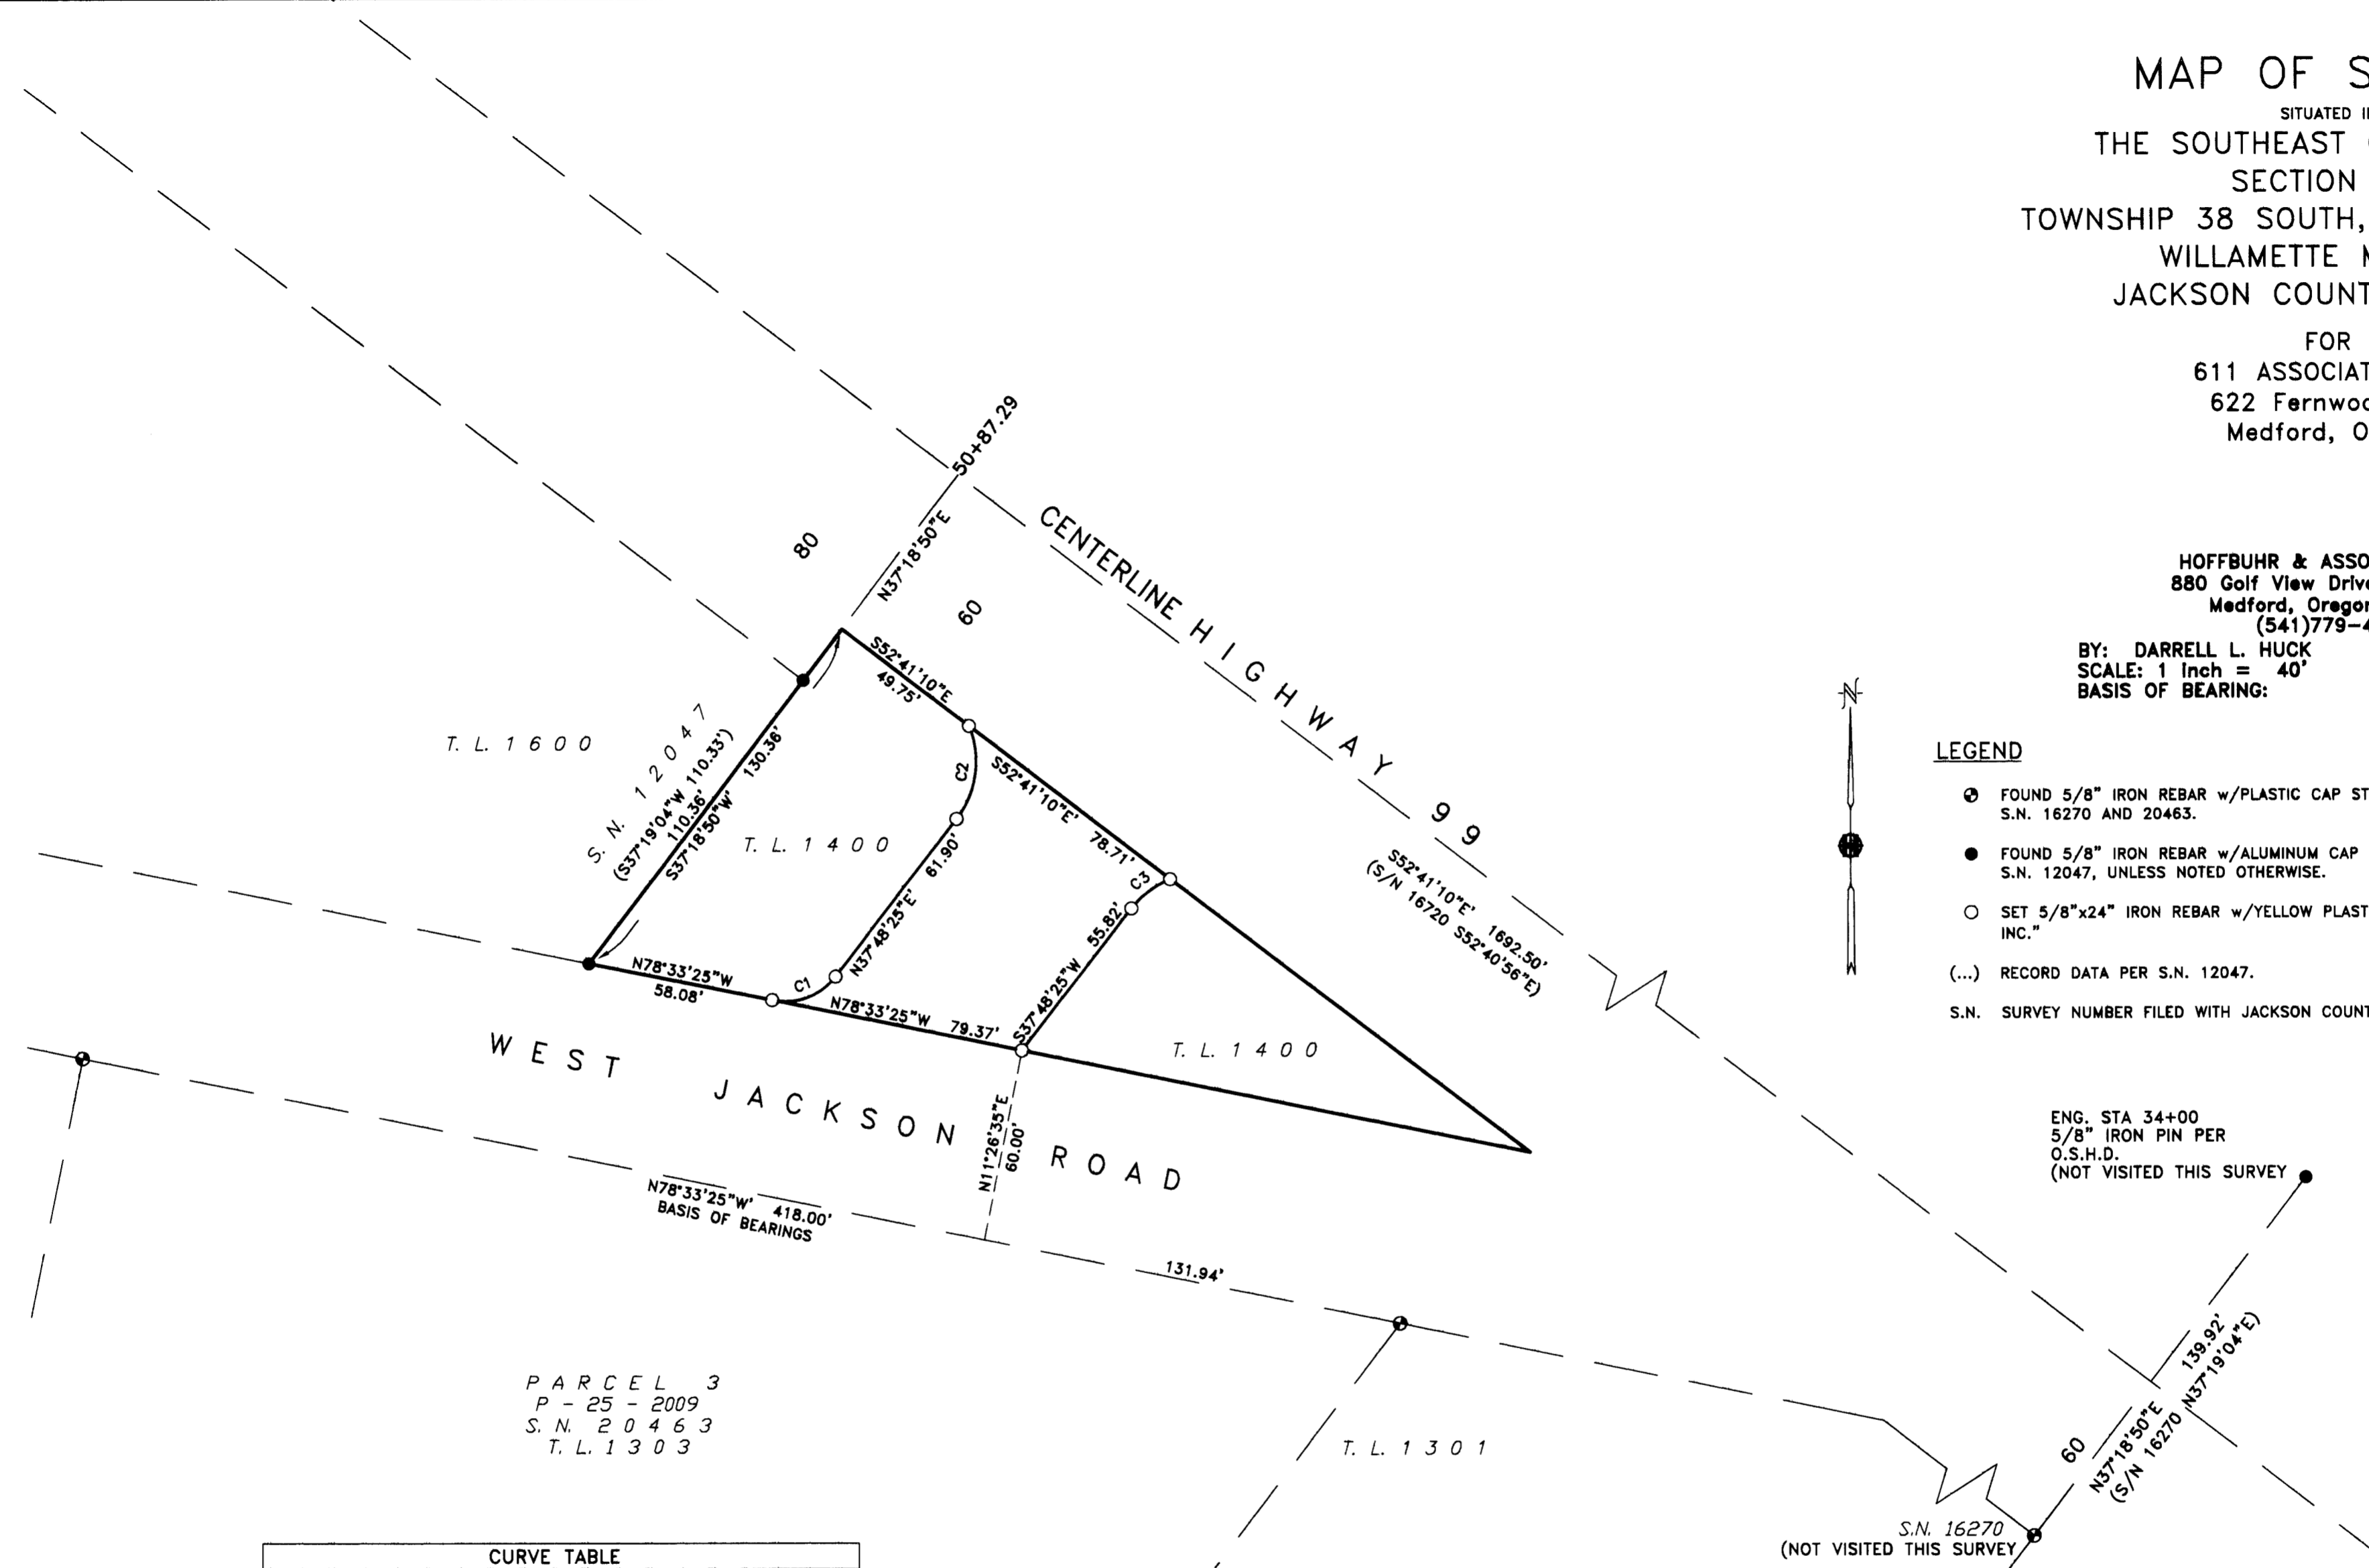 MAP OF S
SITUATED I
THE SOUTHEAST
SECTION
TOWNSHIP 38 SOUTH,
WILLAMETTE
JACKSON COUNT
FOR
611 ASSOCIAT
622 Fernwoo
Medford, O
HOFFBUHR & ASSO
880 Golf View Drive
Medford, Oregon
(541)779-4
BY: DARRELL L. HUCK
SCALE: 1 Inch = 40'
BASIS OF BEARING:
N
LEGEND
FOUND 5/8" IRON REBAR w/PLASTIC CAP ST
S.N. 16270 AND 20463.
FOUND 5/8" IRON REBAR w/ALUMINUM CAP
S.N. 12047, UNLESS NOTED OTHERWISE.
SET 5/8"x24" IRON REBAR w/YELLOW PLAST
INC."
(...) RECORD DATA PER S.N. 12047.
S.N. SURVEY NUMBER FILED WITH JACKSON COUNT
50+87.29
N37°18'50"E
80
60
CENTERLINE HIGHWAY 99
S52°41'10"E' 1692.50'
(S/N 16720 S52°40'56"E)
S52°41'10"E
49.75'
S52°41'10"E' 78.71'
C2
C3
C1
T. L. 1600
S. N. 12047
(S37°19'04"W 110.33')
110.36'
S37°18'50"W' 130.36'
T. L. 1400
N37°48'25"E' 61.90'
S37°48'25"W 55.82'
N78°33'25"W
58.08'
N78°33'25"W 79.37'
T. L. 1400
WEST JACKSON ROAD
N11°26'35"E
60.00'
N78°33'25"W' 418.00'
BASIS OF BEARINGS
131.94'
ENG. STA 34+00
5/8" IRON PIN PER
O.S.H.D.
(NOT VISITED THIS SURVEY
139.92'
N37°18'50"E
(S/N 16270 N37°19'04"E)
60
PARCEL 3
P - 25 - 2009
S. N. 20463
T. L. 1303
T. L. 1301
S.N. 16270
(NOT VISITED THIS SURVEY
CURVE TABLE